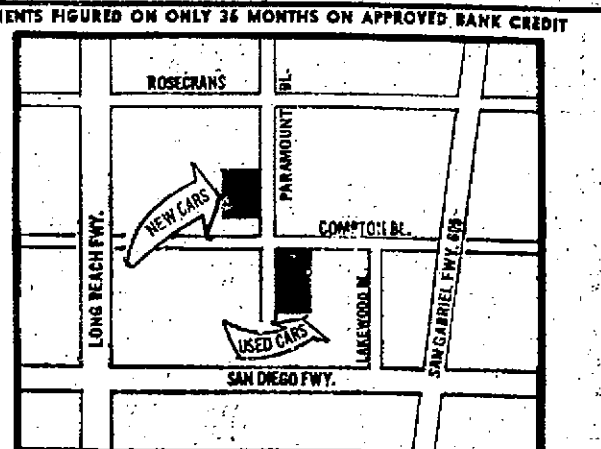 ENTS FIGURED ON ONLY 36 MONTHS ON APPROVED BANK CREDIT
ROSECRANS
PARAMOUNT BL.
NEW CARS
COMPTON BL.
LONG BEACH FWY.
SAN GABRIEL FWY. 605
LAKEWOOD BL.
USED CARS
SAN DIEGO FWY.